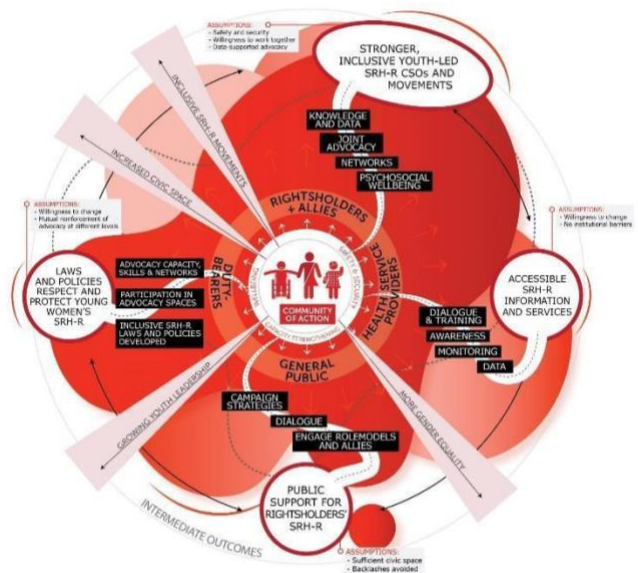 ASSUMPTIONS:
- Safety and security
- Willingness to work together
- Data-supported advocacy
STRONGER,
INCLUSIVE YOUTH-LED
SRH-R CSOs AND
MOVEMENTS
INCLUSIVE SRH-R MOVEMENTS
INCREASED CIVIC SPACE
KNOWLEDGE
AND DATA
JOINT
ADVOCACY
NETWORKS
PSYCHOSOCIAL
WELLBEING
RIGHTSHOLDERS
+ ALLIES
ASSUMPTIONS:
- Willingness to change
- Mutual reinforcement of
advocacy at different levels
LAWS
AND POLICIES
RESPECT AND
PROTECT YOUNG
WOMEN'S
SRH-R
ADVOCACY CAPACITY,
SKILLS & NETWORKS
PARTICIPATION IN
ADVOCACY SPACES
INCLUSIVE SRH-R
LAWS AND POLICIES
DEVELOPED
DUTY-
BEARERS
WELLBEING
SAFETY & SECURITY
COMMUNITY
OF ACTION
CAPACITY STRENGTHENING
HEALTH SERVICE
PROVIDERS
ASSUMPTIONS:
- Willingness to change
- No institutional barriers
ACCESSIBLE
SRH-R
INFORMATION
AND SERVICES
DIALOGUE
& TRAINING
AWARENESS
MONITORING
DATA
GENERAL
PUBLIC
CAMPAIGN
STRATEGIES
DIALOGUE
ENGAGE ROLEMODELS
AND ALLIES
GROWING YOUTH LEADERSHIP
MORE GENDER EQUALITY
PUBLIC
SUPPORT FOR
RIGHTSHOLDERS'
SRH-R
INTERMEDIATE OUTCOMES
ASSUMPTIONS:
- Sufficient civic space
- Backlashes avoided